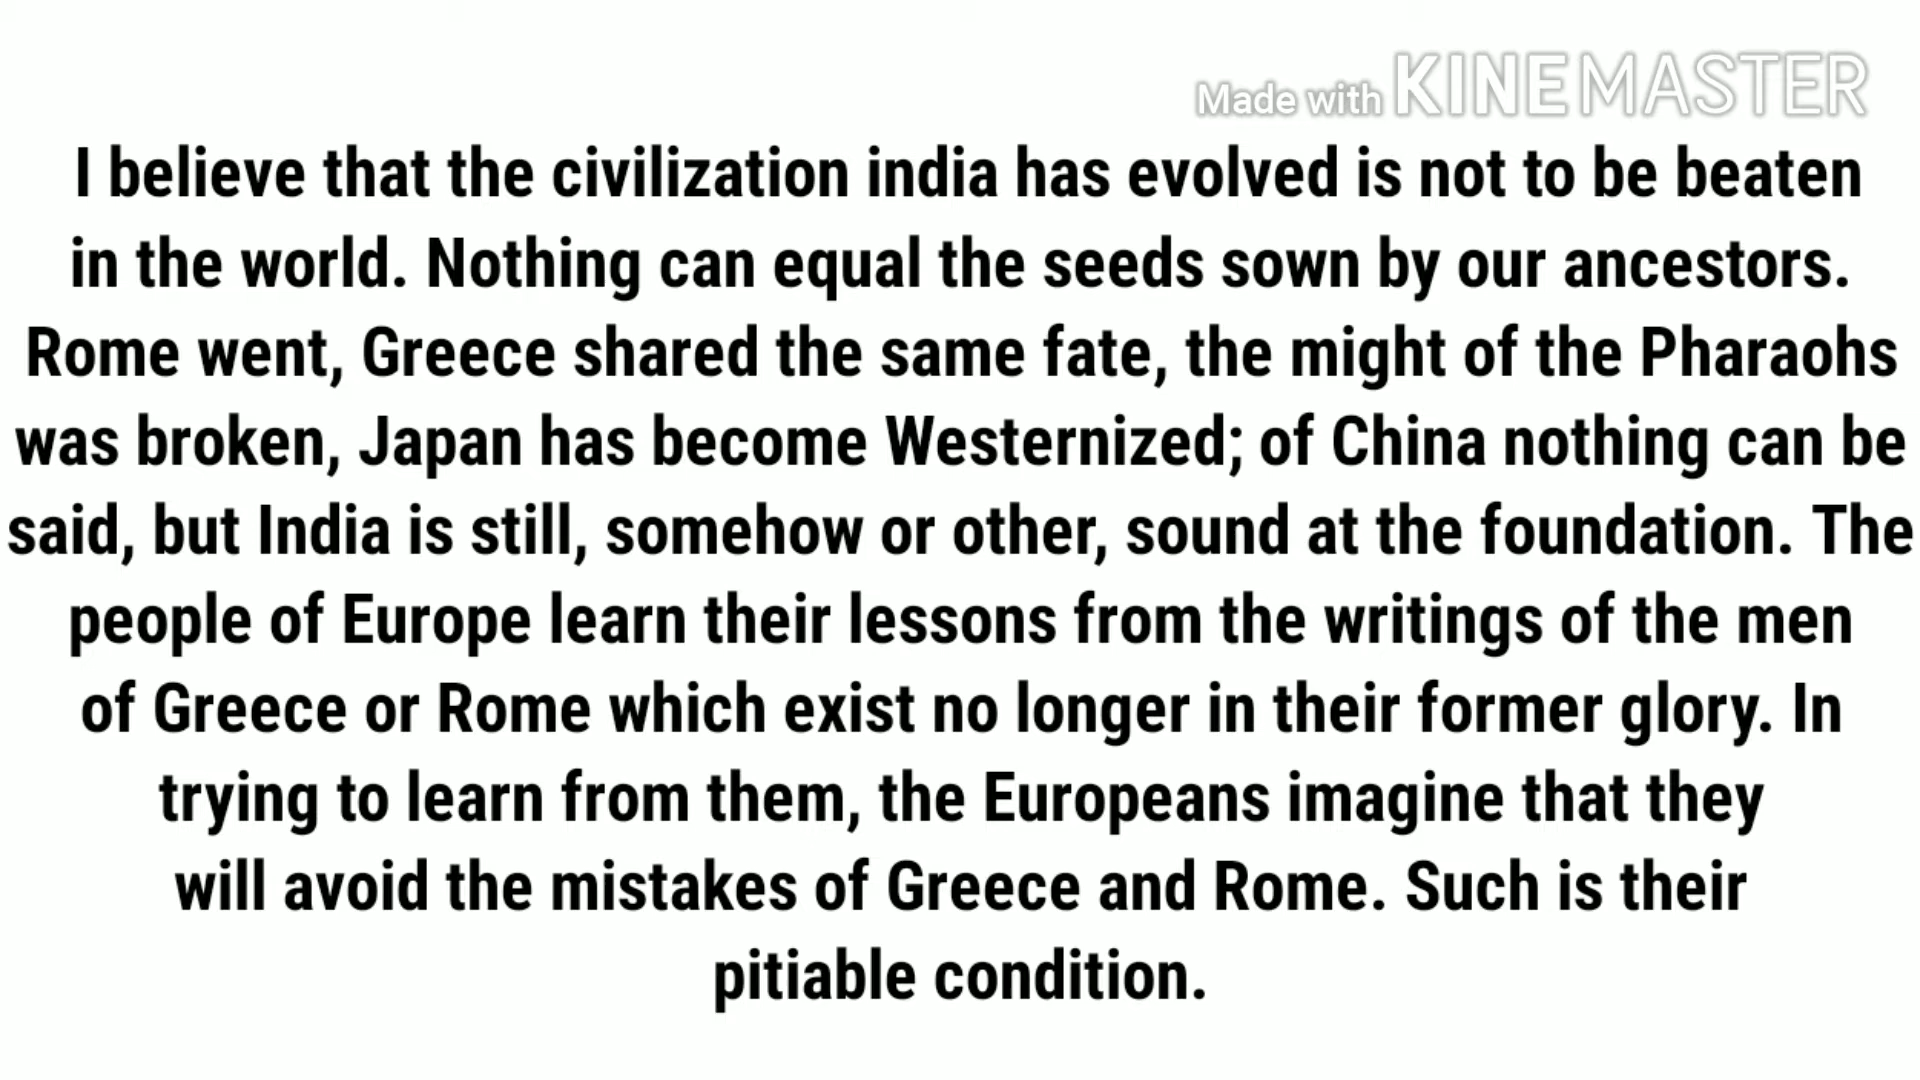 Made with KINEMASTER
I believe that the civilization india has evolved is not to be beaten
in the world. Nothing can equal the seeds sown by our ancestors.
Rome went, Greece shared the same fate, the might of the Pharaohs
was broken, Japan has become Westernized; of China nothing can be
said, but India is still, somehow or other, sound at the foundation. The
people of Europe learn their lessons from the writings of the men
of Greece or Rome which exist no longer in their former glory. In
trying to learn from them, the Europeans imagine that they
will avoid the mistakes of Greece and Rome. Such is their
pitiable condition.